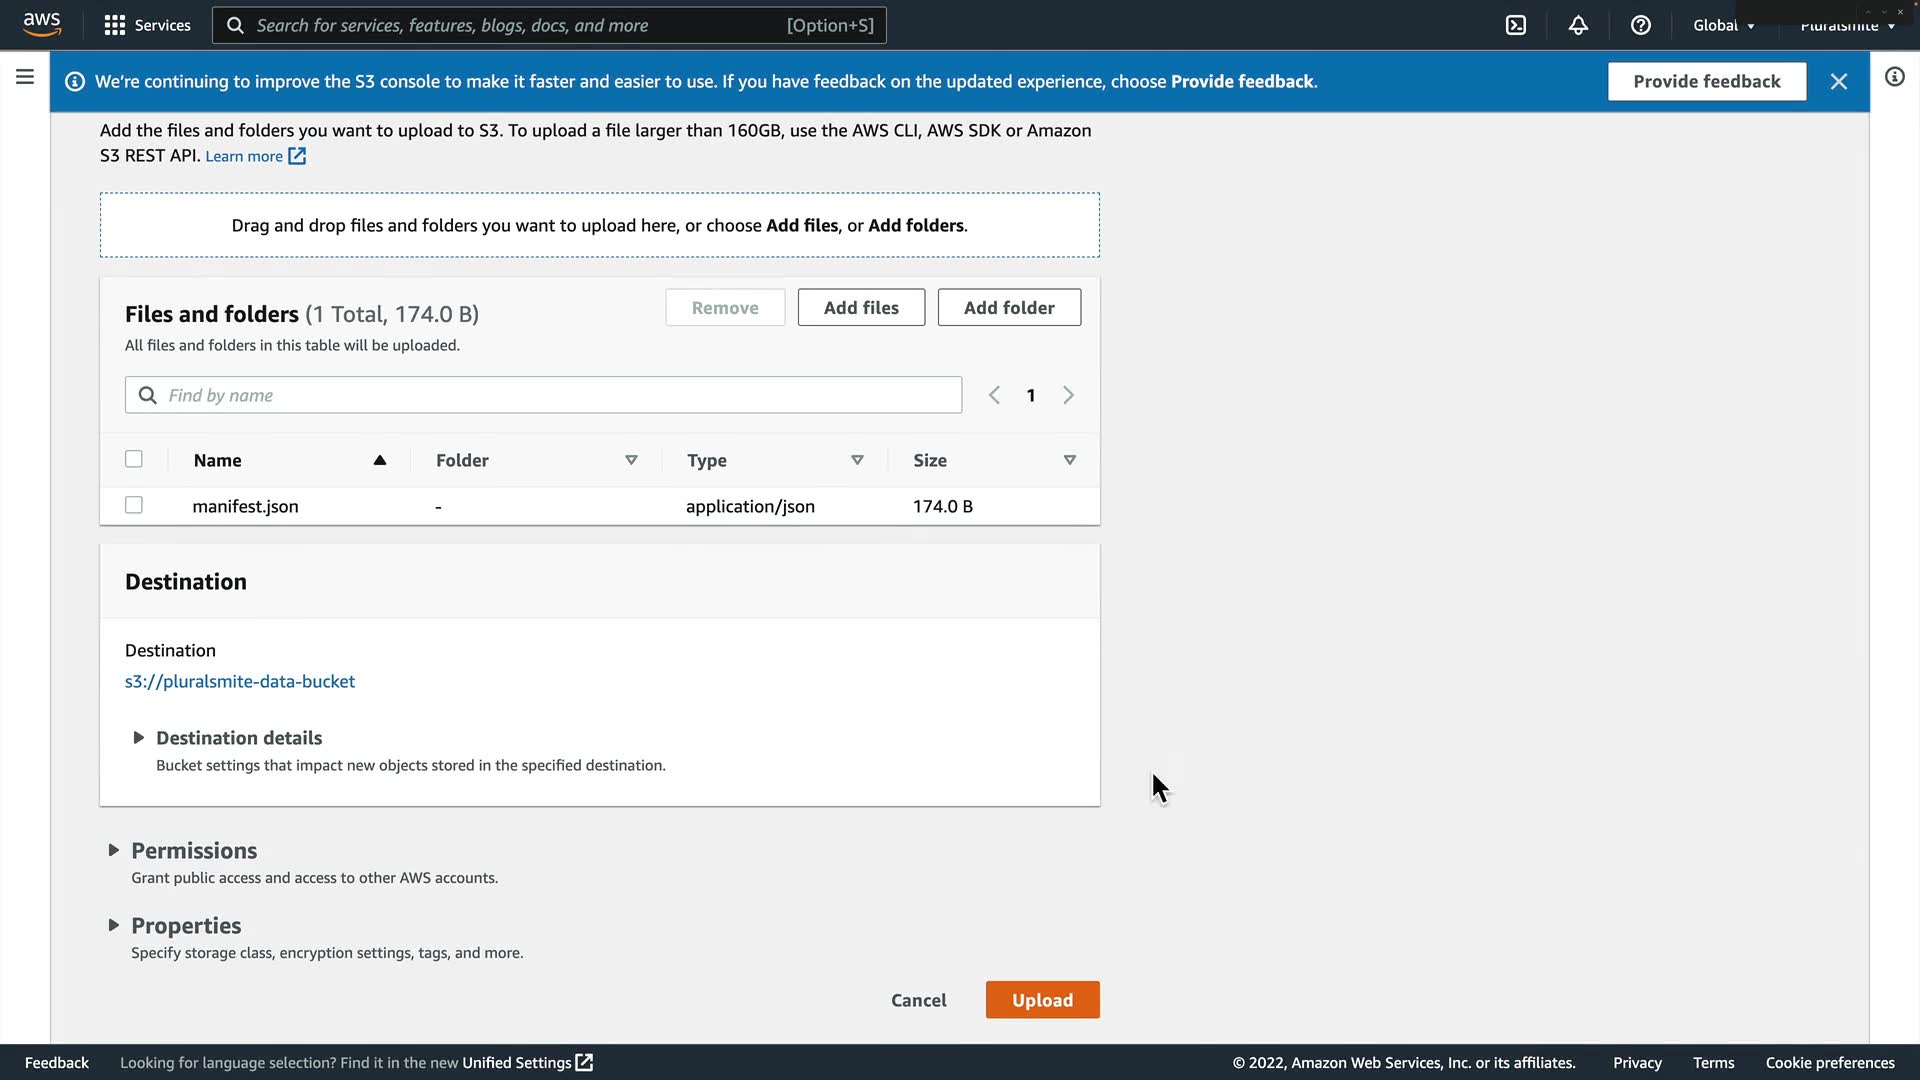 aws
Services
Search for services, features, blogs, docs, and more
[Option+S]
Global
Pluralsmite
We're continuing to improve the S3 console to make it faster and easier to use. If you have feedback on the updated experience, choose Provide feedback.
Provide feedback
Add the files and folders you want to upload to S3. To upload a file larger than 160GB, use the AWS CLI, AWS SDK or Amazon
S3 REST API. Learn more
Drag and drop files and folders you want to upload here, or choose Add files, or Add folders.
Files and folders (1 Total, 174.0 B)
Remove
Add files
Add folder
All files and folders in this table will be uploaded.
Find by name
1
Name Folder Type Size
manifest.json - application/json 174.0 B
Destination
Destination
s3://pluralsmite-data-bucket
Destination details
Bucket settings that impact new objects stored in the specified destination.
Permissions
Grant public access and access to other AWS accounts.
Properties
Specify storage class, encryption settings, tags, and more.
Cancel
Upload
Feedback
Looking for language selection? Find it in the new Unified Settings
© 2022, Amazon Web Services, Inc. or its affiliates.
Privacy
Terms
Cookie preferences